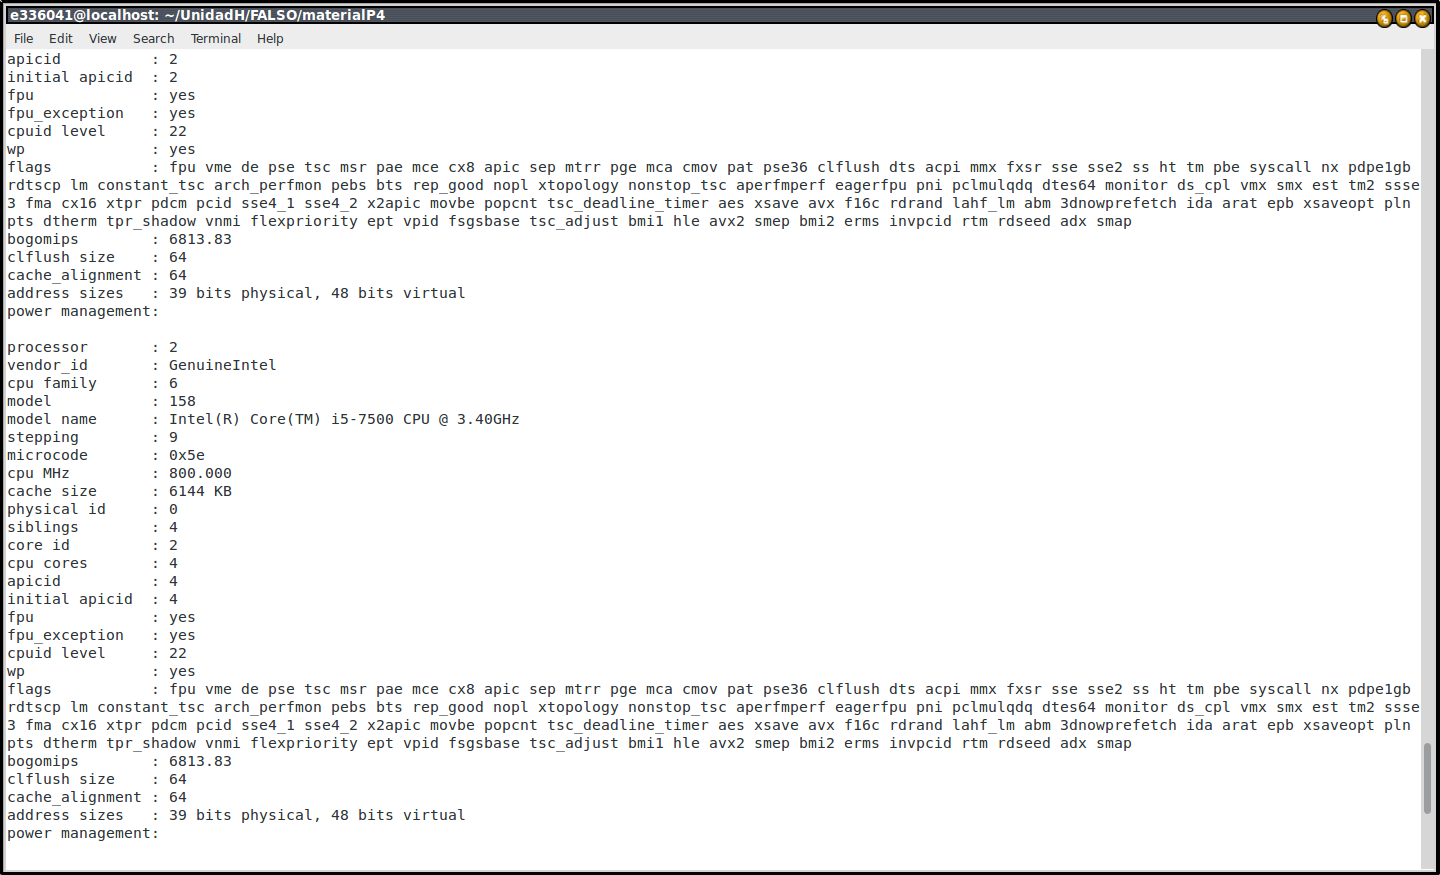 e336041@localhost: ~/UnidadH/FALSO/materialP4
File Edit View Search Terminal Help
apicid : 2
initial apicid : 2
fpu : yes
fpu_exception : yes
cpuid level : 22
wp : yes
flags : fpu vme de pse tsc msr pae mce cx8 apic sep mtrr pge mca cmov pat pse36 clflush dts acpi mmx fxsr sse sse2 ss ht tm pbe syscall nx pdpe1gb
rdtscp lm constant_tsc arch_perfmon pebs bts rep_good nopl xtopology nonstop_tsc aperfmperf eagerfpu pni pclmulqdq dtes64 monitor ds_cpl vmx smx est tm2 ssse
3 fma cx16 xtpr pdcm pcid sse4_1 sse4_2 x2apic movbe popcnt tsc_deadline_timer aes xsave avx f16c rdrand lahf_lm abm 3dnowprefetch ida arat epb xsaveopt pln
pts dtherm tpr_shadow vnmi flexpriority ept vpid fsgsbase tsc_adjust bmi1 hle avx2 smep bmi2 erms invpcid rtm rdseed adx smap
bogomips : 6813.83
clflush size : 64
cache_alignment : 64
address sizes : 39 bits physical, 48 bits virtual
power management:
processor : 2
vendor_id : GenuineIntel
cpu family : 6
model : 158
model name : Intel(R) Core(TM) i5-7500 CPU @ 3.40GHz
stepping : 9
microcode : 0x5e
cpu MHz : 800.000
cache size : 6144 KB
physical id : 0
siblings : 4
core id : 2
cpu cores : 4
apicid : 4
initial apicid : 4
fpu : yes
fpu_exception : yes
cpuid level : 22
wp : yes
flags : fpu vme de pse tsc msr pae mce cx8 apic sep mtrr pge mca cmov pat pse36 clflush dts acpi mmx fxsr sse sse2 ss ht tm pbe syscall nx pdpe1gb
rdtscp lm constant_tsc arch_perfmon pebs bts rep_good nopl xtopology nonstop_tsc aperfmperf eagerfpu pni pclmulqdq dtes64 monitor ds_cpl vmx smx est tm2 ssse
3 fma cx16 xtpr pdcm pcid sse4_1 sse4_2 x2apic movbe popcnt tsc_deadline_timer aes xsave avx f16c rdrand lahf_lm abm 3dnowprefetch ida arat epb xsaveopt pln
pts dtherm tpr_shadow vnmi flexpriority ept vpid fsgsbase tsc_adjust bmi1 hle avx2 smep bmi2 erms invpcid rtm rdseed adx smap
bogomips : 6813.83
clflush size : 64
cache_alignment : 64
address sizes : 39 bits physical, 48 bits virtual
power management: